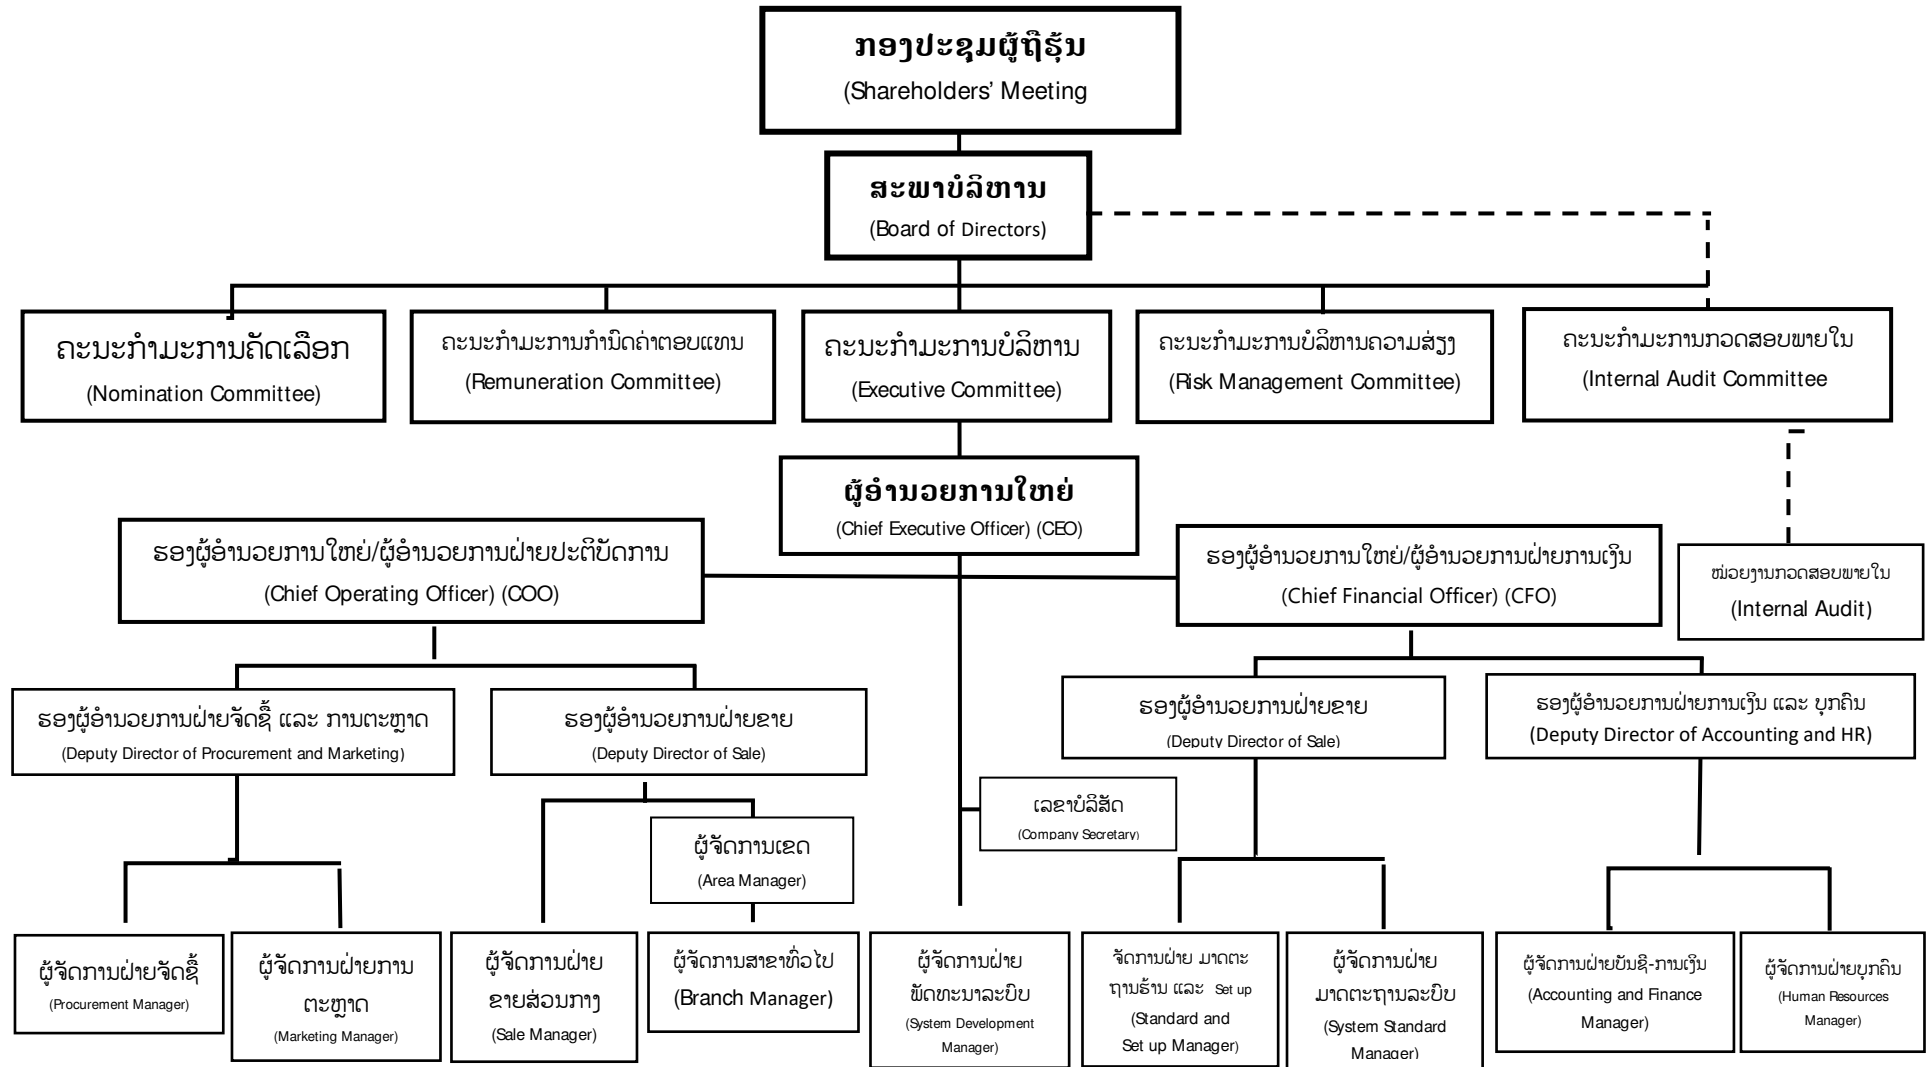 ກອງປະຊຸມຜູ້ຖືຮຸ້ນ
(Shareholders’ Meeting
ສະພາບໍລິຫານ
(Board of Directors)
ຄະນະກຳມະການຄັດເລືອກ
(Nomination Committee)
ຄະນະກຳມະການກຳນົດຄ່າຕອບແທນ
(Remuneration Committee)
ຄະນະກຳມະການບໍລິຫານ
(Executive Committee)
ຄະນະກຳມະການບໍລິຫານຄວາມສ່ຽງ
(Risk Management Committee)
ຄະນະກຳມະການກວດສອບພາຍໃນ
(Internal Audit Committee
ຜູ້ອຳນວຍການໃຫຍ່
(Chief Executive Officer) (CEO)
ຮອງຜູ້ອຳນວຍການໃຫຍ່/ຜູ້ອຳນວຍການຝ່າຍປະຕິບັດການ
(Chief Operating Officer) (COO)
ຮອງຜູ້ອຳນວຍການໃຫຍ່/ຜູ້ອຳນວຍການຝ່າຍການເງິນ
(Chief Financial Officer) (CFO)
ໜ່ວຍງານກວດສອບພາຍໃນ
(Internal Audit)
ຮອງຜູ້ອຳນວຍການຝ່າຍຈັດຊື້ ແລະ ການຕະຫຼາດ
(Deputy Director of Procurement and Marketing)
ຮອງຜູ້ອຳນວຍການຝ່າຍຂາຍ
(Deputy Director of Sale)
ຮອງຜູ້ອຳນວຍການຝ່າຍຂາຍ
(Deputy Director of Sale)
ຮອງຜູ້ອຳນວຍການຝ່າຍການເງິນ ແລະ ບຸກຄົນ
(Deputy Director of Accounting and HR)
ເລຂາບໍລິສັດ
(Company Secretary)
ຜູ້ຈັດການເຂດ
(Area Manager)
ຜູ້ຈັດການຝ່າຍຈັດຊື້
(Procurement Manager)
ຜູ້ຈັດການຝ່າຍການ
ຕະຫຼາດ
(Marketing Manager)
ຜູ້ຈັດການຝ່າຍ
ຂາຍສ່ວນກາງ
(Sale Manager)
ຜູ້ຈັດການສາຂາທົ່ວໄປ
(Branch Manager)
ຜູ້ຈັດການຝ່າຍ
ພັດທະນາລະບົບ
(System Development
Manager)
ຈັດການຝ່າຍ ມາດຕະ
ຖານຮ້ານ ແລະ Set up
(Standard and
Set up Manager)
ຜູ້ຈັດການຝ່າຍ
ມາດຕະຖານລະບົບ
(System Standard
Manager)
ຜູ້ຈັດການຝ່າຍບັນຊີ-ການເງິນ
(Accounting and Finance
Manager)
ຜູ້ຈັດການຝ່າຍບຸກຄົນ
(Human Resources
Manager)